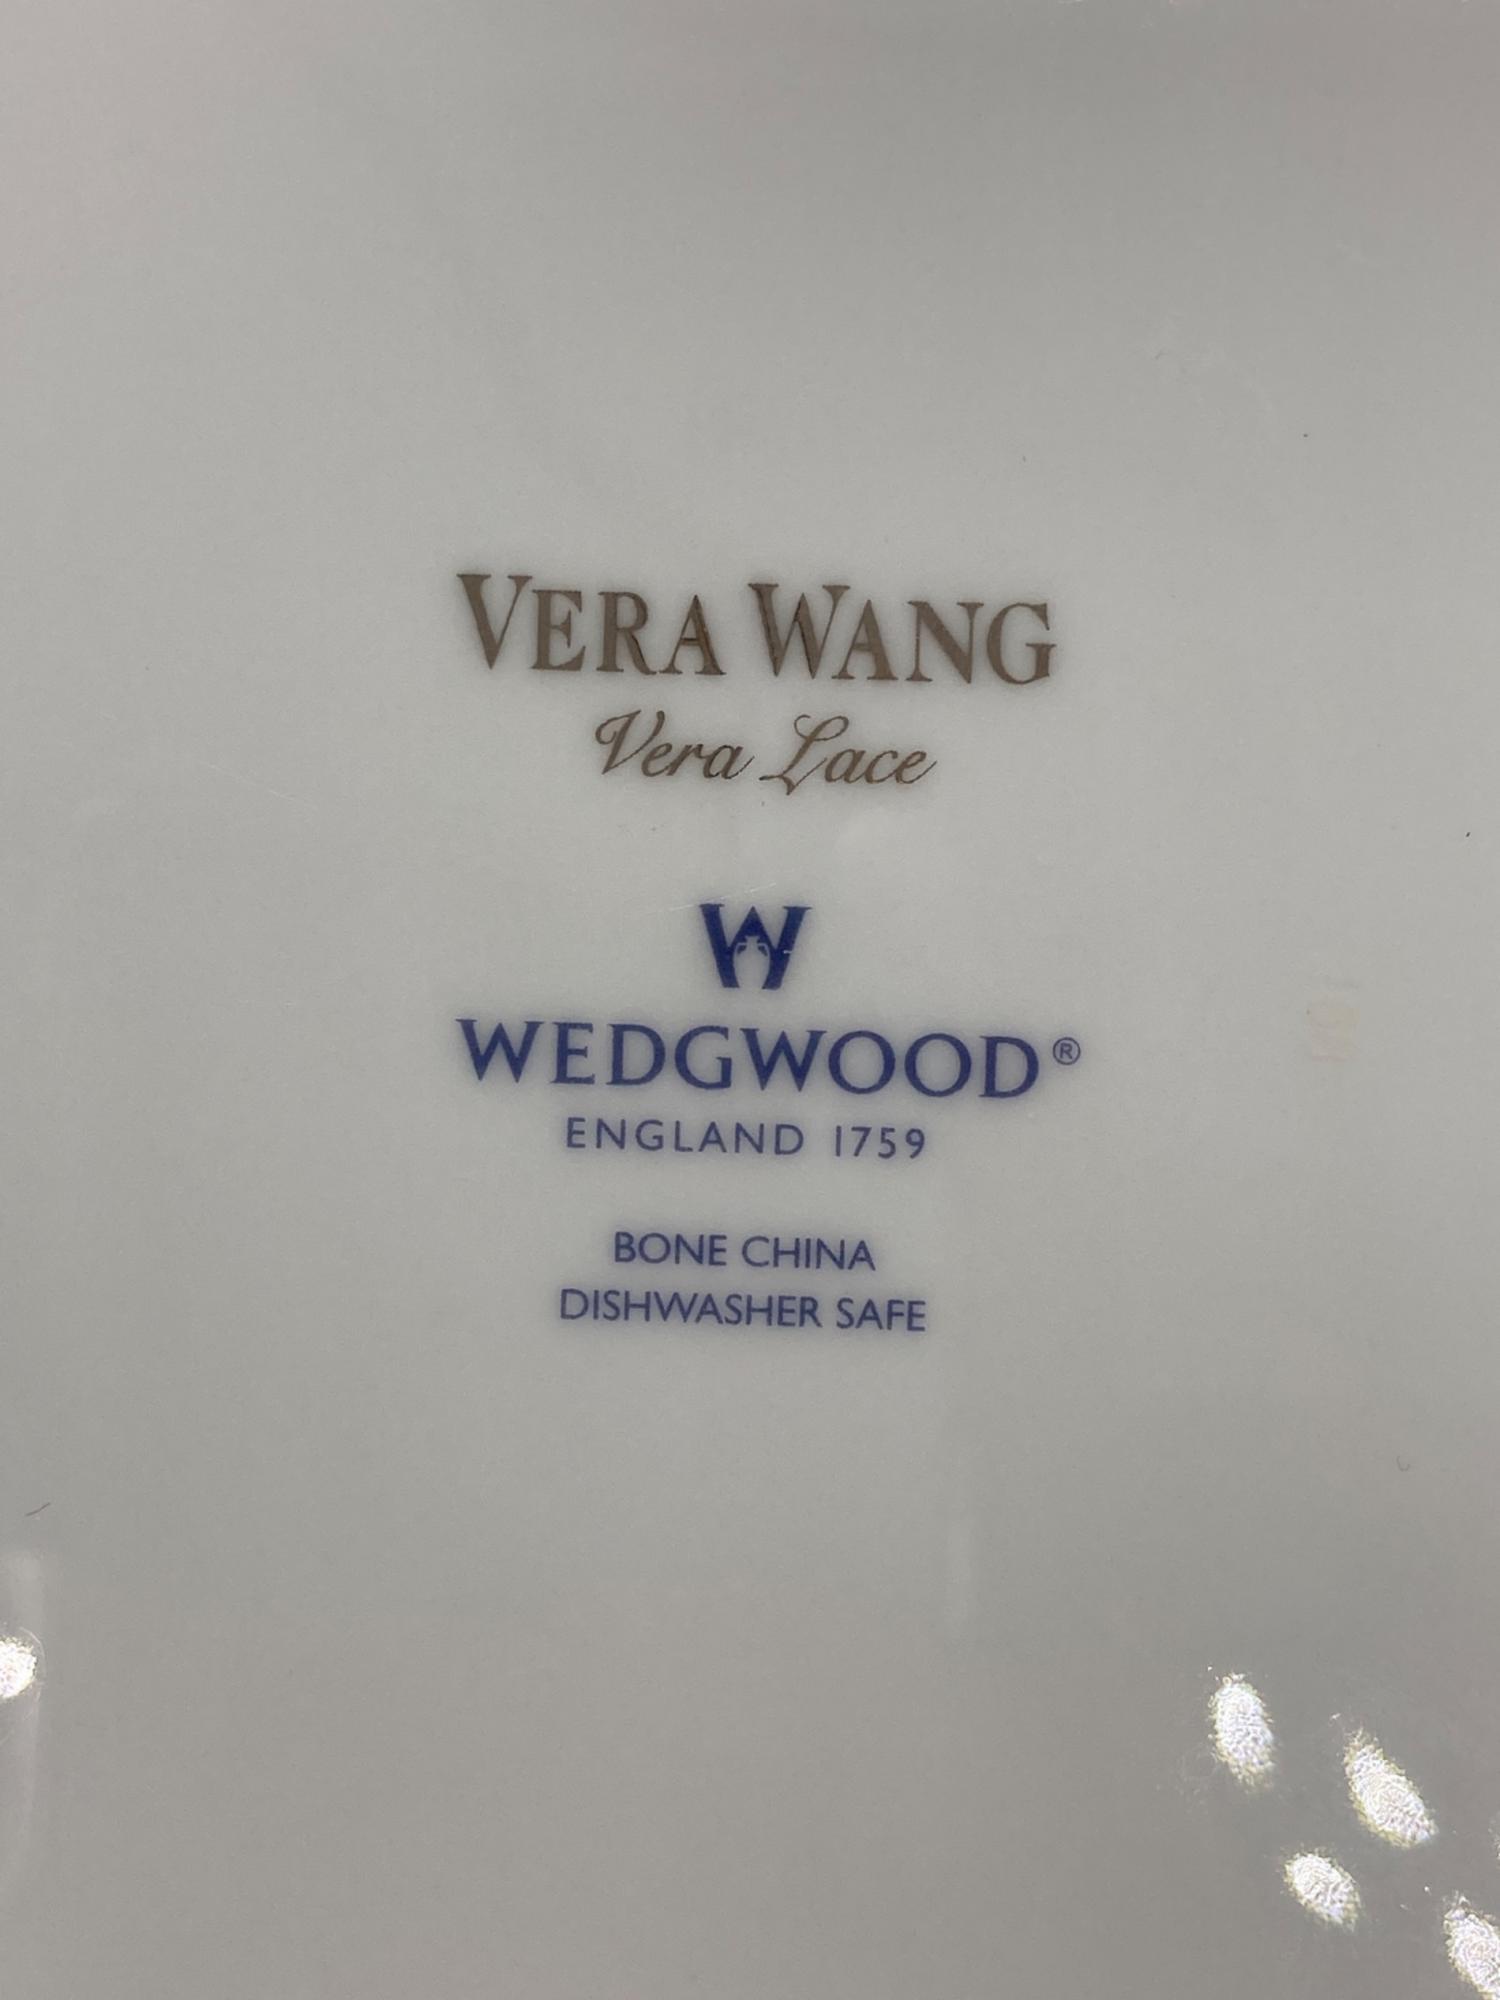 VERA WANG
Vera Lace
W
WEDGWOOD®
ENGLAND 1759
BONE CHINA
DISHWASHER SAFE